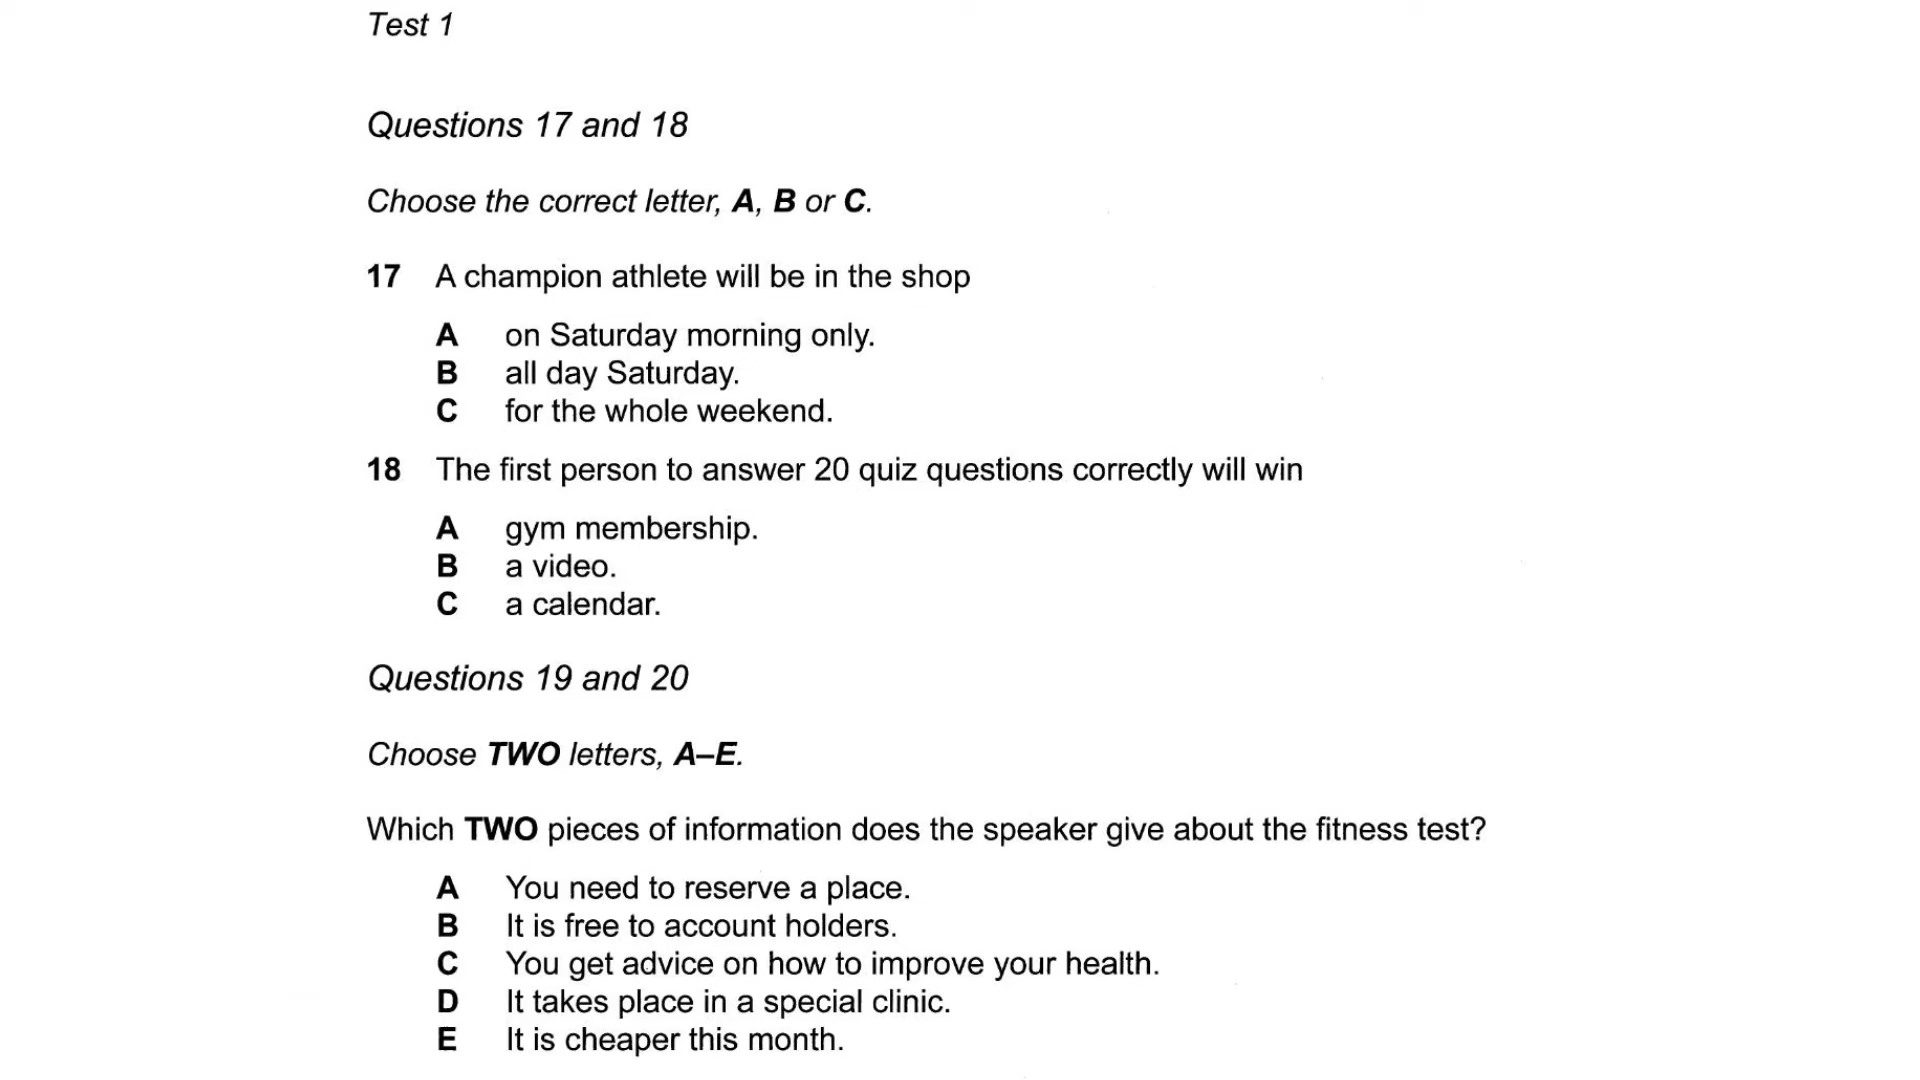 Test 1
Questions 17 and 18
Choose the correct letter, A, B or C.
17 A champion athlete will be in the shop
A on Saturday morning only.
B all day Saturday.
C for the whole weekend.
18 The first person to answer 20 quiz questions correctly will win
A gym membership.
B a video.
C a calendar.
Questions 19 and 20
Choose TWO letters, A–E.
Which TWO pieces of information does the speaker give about the fitness test?
A You need to reserve a place.
B It is free to account holders.
C You get advice on how to improve your health.
D It takes place in a special clinic.
E It is cheaper this month.